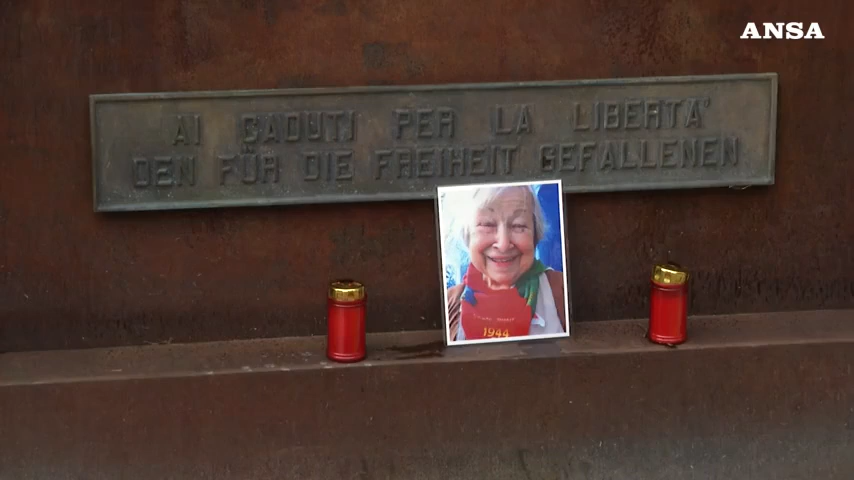 ANSA
AI CADUTI PER LA LIBERTA'
DEN FÜR DIE FREIHEIT GEFALLENEN
1944